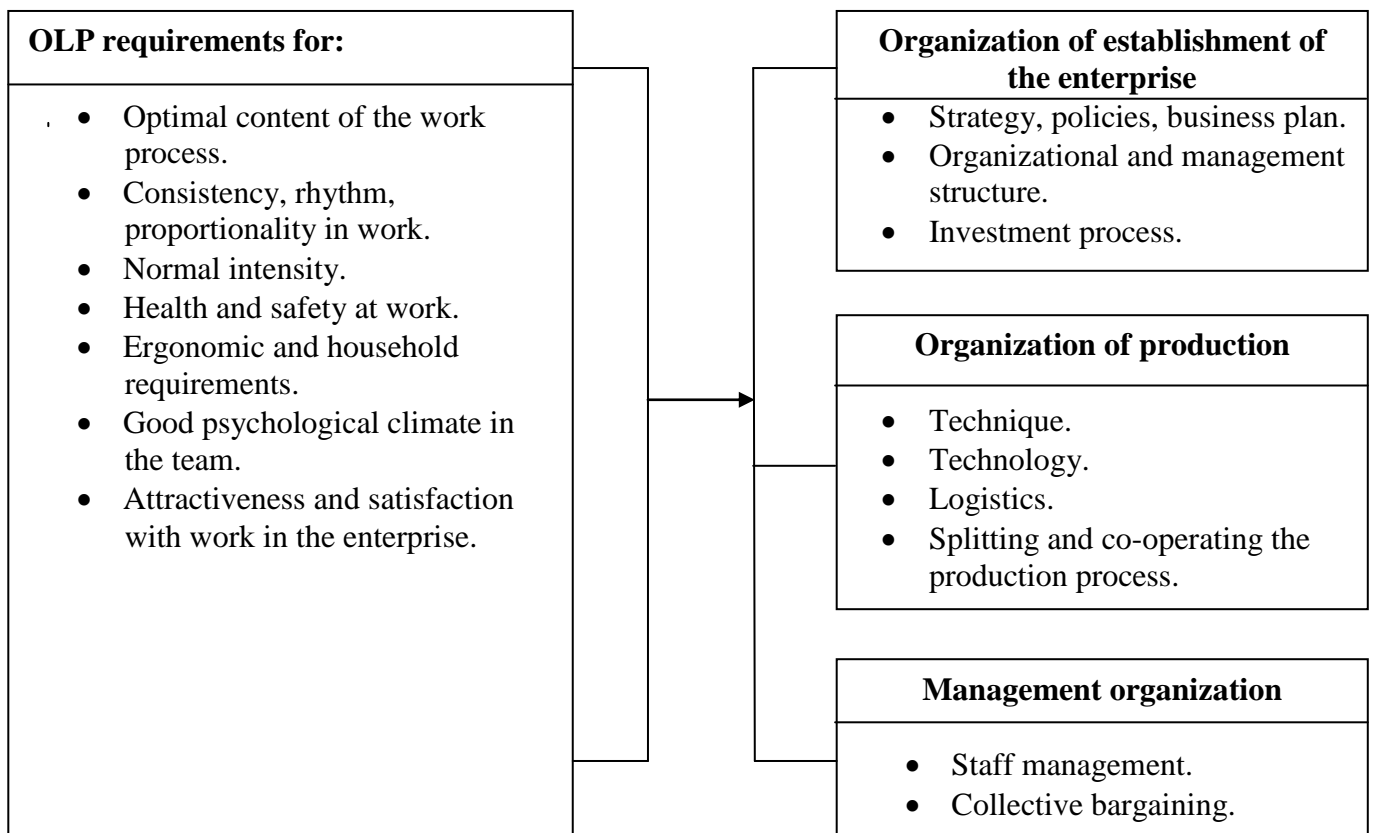 OLP requirements for:
• Optimal content of the work
process.
• Consistency, rhythm,
proportionality in work.
• Normal intensity.
• Health and safety at work.
• Ergonomic and household
requirements.
• Good psychological climate in
the team.
• Attractiveness and satisfaction
with work in the enterprise.
Organization of establishment of
the enterprise
• Strategy, policies, business plan.
• Organizational and management
structure.
• Investment process.
Organization of production
• Technique.
• Technology.
• Logistics.
• Splitting and co-operating the
production process.
Management organization
• Staff management.
• Collective bargaining.